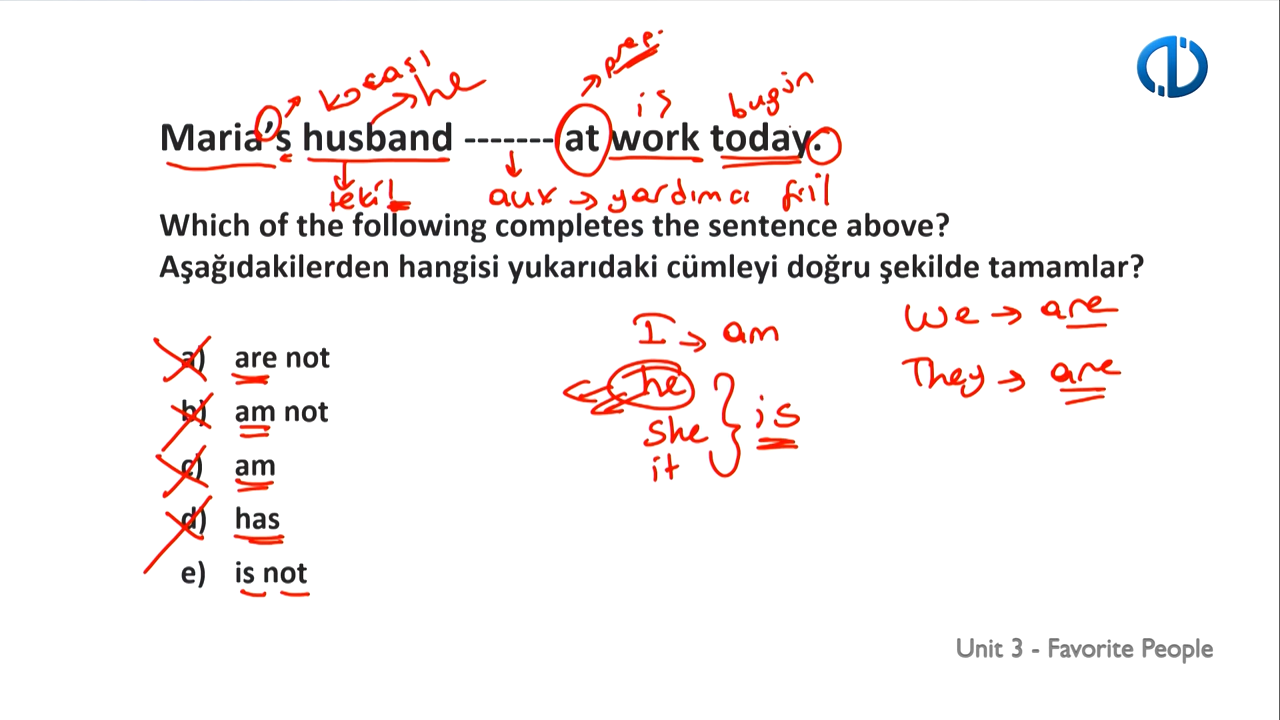 prep.
kocası he is bugün
Maria's husband ------- at work today.
tekil aux → yardımcı fiil
Which of the following completes the sentence above?
Aşağıdakilerden hangisi yukarıdaki cümleyi doğru şekilde tamamlar?
I → am
We → are
a) are not
he
They → are
b) am not
she
is
c) am
it
d) has
e) is not
Unit 3 - Favorite People